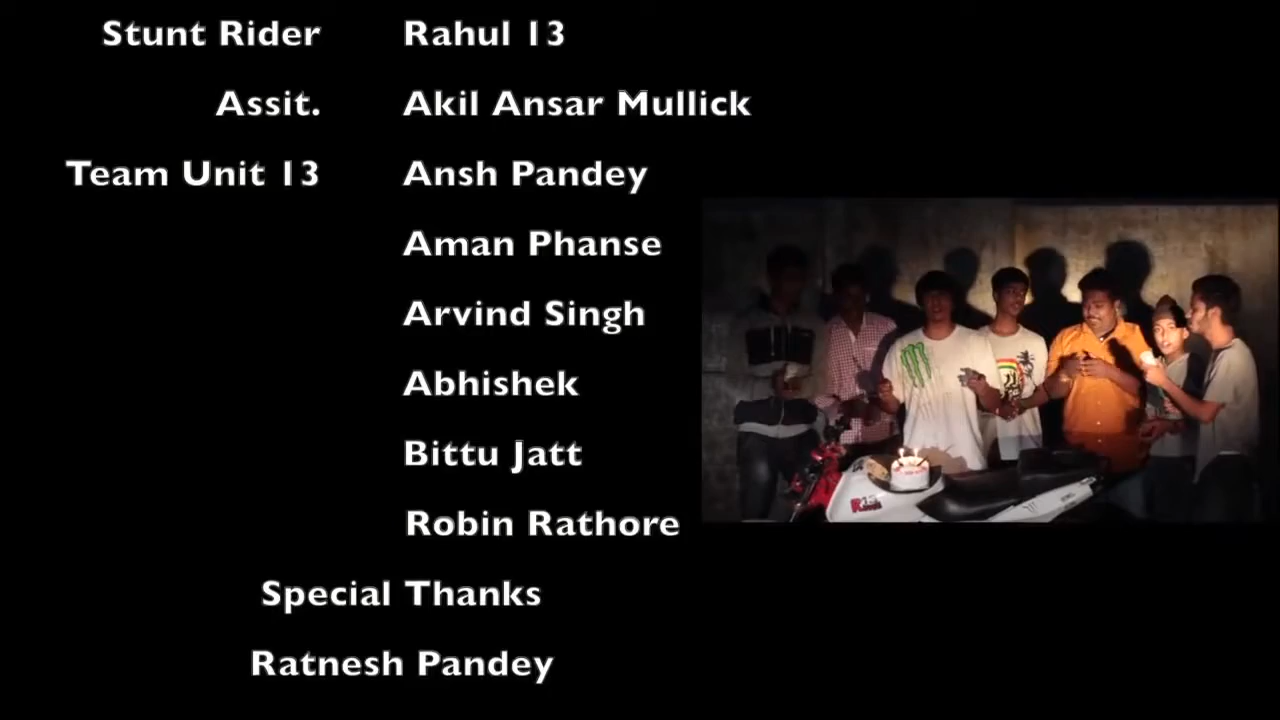 Stunt Rider Rahul 13
Assit. Akil Ansar Mullick
Team Unit 13 Ansh Pandey
Aman Phanse
Arvind Singh
Abhishek
Bittu Jatt
Robin Rathore
Special Thanks
Ratnesh Pandey